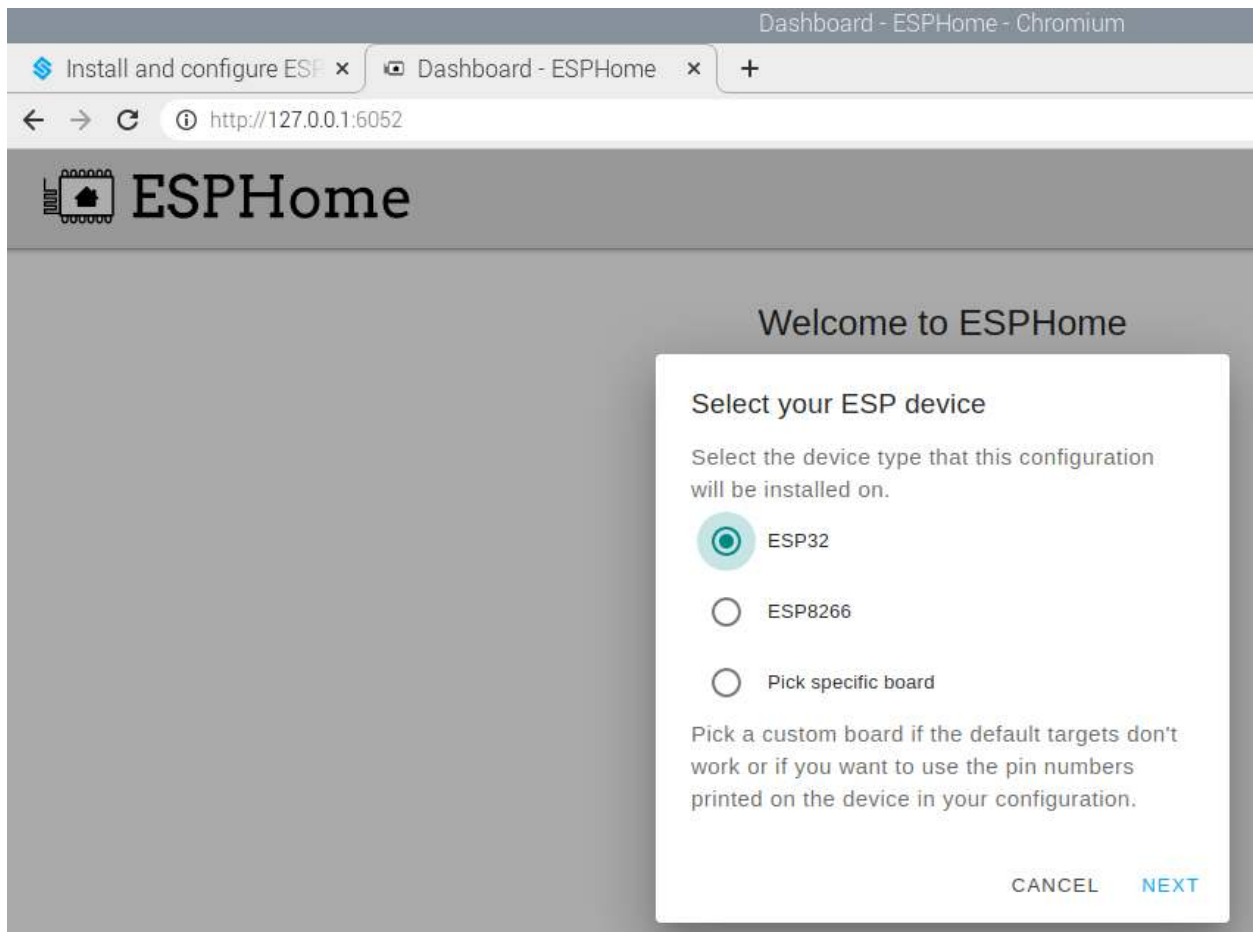 Dashboard - ESPHome - Chromium
Install and configure ESP
Dashboard - ESPHome
http://127.0.0.1:6052
ESPHome
Welcome to ESPHome
Select your ESP device
Select the device type that this configuration
will be installed on.
ESP32
ESP8266
Pick specific board
Pick a custom board if the default targets don't
work or if you want to use the pin numbers
printed on the device in your configuration.
CANCEL NEXT